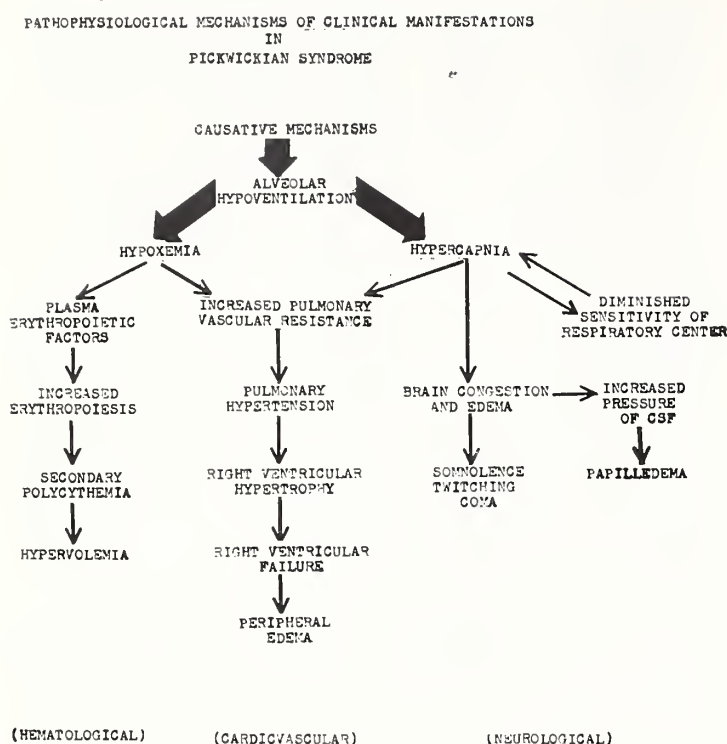 PATHOPHYSIOLOGICAL MECHANISMS OF CLINICAL MANIFESTATIONS
IN
PICKWICKIAN SYNDROME
CAUSATIVE MECHANISMS
ALVEOLAR
HYPOVENTILATION
HYPOXEMIA
HYPERCAPNIA
PLASMA
ERYTHROPOIETIC
FACTORS
INCREASED PULMONARY
VASCULAR RESISTANCE
DIMINISHED
SENSITIVITY OF
RESPIRATORY CENTER
INCREASED
ERYTHROPOIESIS
PULMONARY
HYPERTENSION
BRAIN CONGESTION
AND EDEMA
INCREASED
PRESSURE
OF CSF
SECONDARY
POLYCYTHEMIA
RIGHT VENTRICULAR
HYPERTROPHY
SOMNOLENCE
TWITCHING
COMA
PAPILLEDEMA
HYPERVOLEMIA
RIGHT VENTRICULAR
FAILURE
PERIPHERAL
EDEMA
(HEMATOLOGICAL)
(CARDIOVASCULAR)
(NEUROLOGICAL)